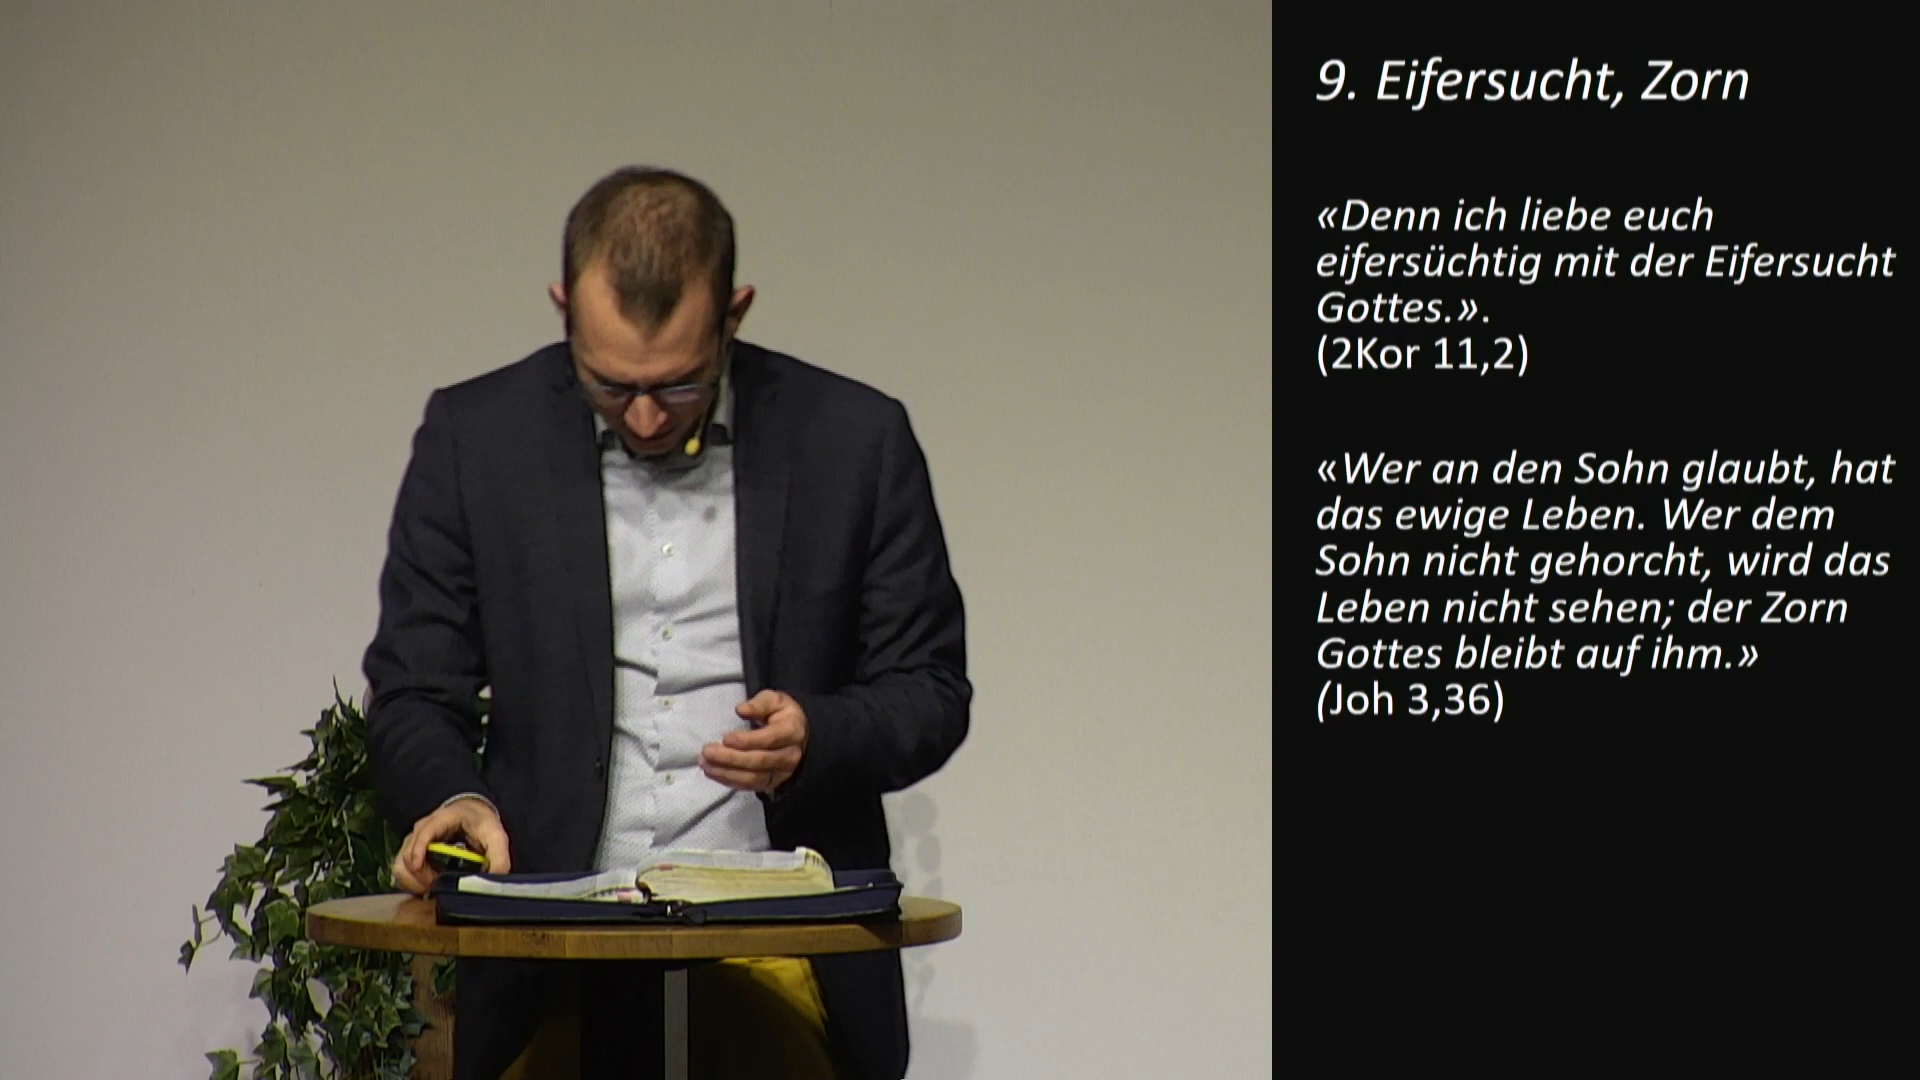 9. Eifersucht, Zorn
«Denn ich liebe euch
eifersüchtig mit der Eifersucht
Gottes.».
(2Kor 11,2)
«Wer an den Sohn glaubt, hat
das ewige Leben. Wer dem
Sohn nicht gehorcht, wird das
Leben nicht sehen; der Zorn
Gottes bleibt auf ihm.»
(Joh 3,36)